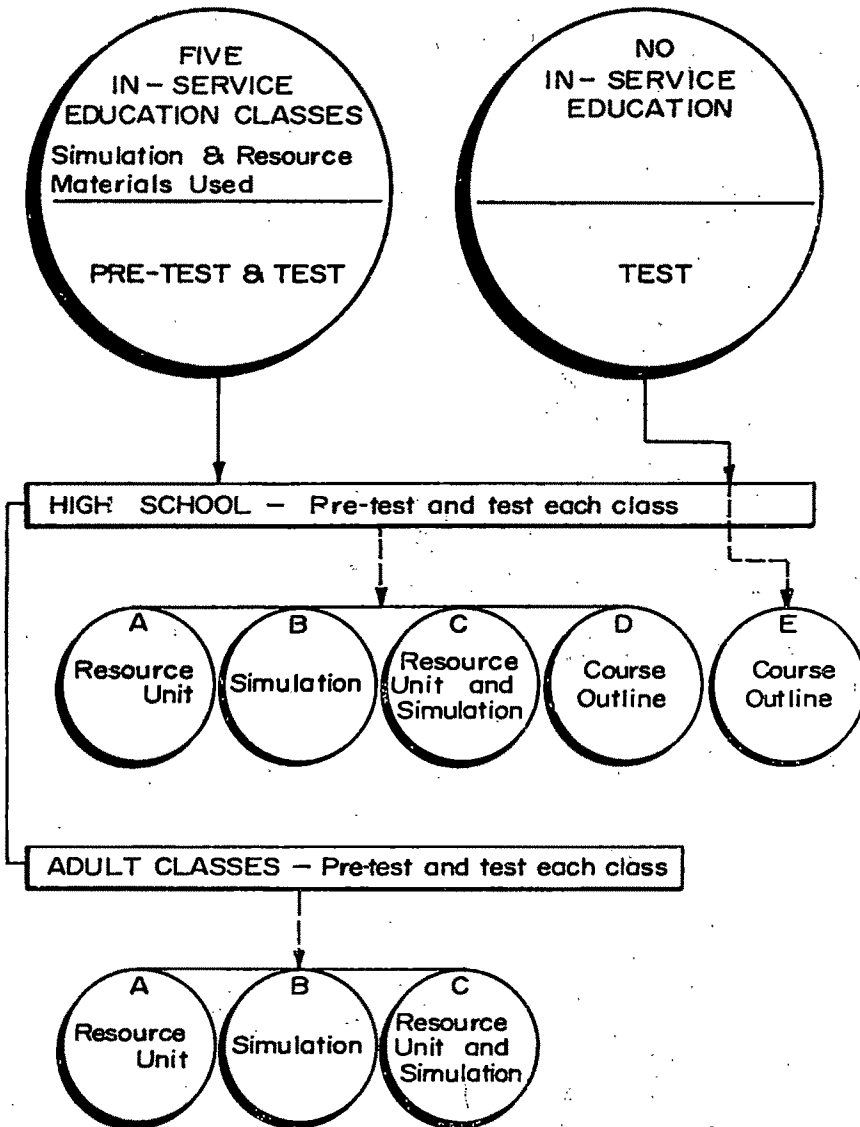 FIVE
IN-SERVICE
EDUCATION CLASSES
Simulation & Resource
Materials Used
PRE-TEST & TEST
NO
IN-SERVICE
EDUCATION
TEST
HIGH SCHOOL - Pre-test and test each class
A
Resource
Unit
B
Simulation
C
Resource
Unit and
Simulation
D
Course
Outline
E
Course
Outline
ADULT CLASSES - Pre-test and test each class
A
Resource
Unit
B
Simulation
C
Resource
Unit and
Simulation